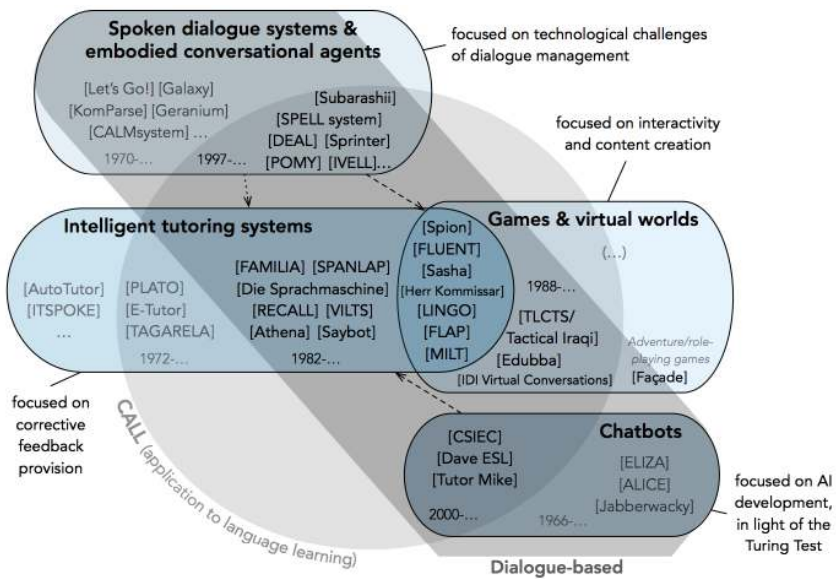 Spoken dialogue systems &
embodied conversational agents
[Let's Go!] [Galaxy]
[KomParse] [Geranium]
[CALMsystem] ...
1970-...
1997-...
[Subarashii]
[SPELL system]
[DEAL] [Sprinter]
[POMY] [IVELL]...
focused on technological challenges
of dialogue management
focused on interactivity
and content creation
Intelligent tutoring systems
[AutoTutor]
[ITSPOKE]
...
[PLATO]
[E-Tutor]
[TAGARELA]
1972-...
[FAMILIA] [SPANLAP]
[Die Sprachmaschine]
[RECALL] [VILTS]
[Athena] [Saybot]
1982-...
[Spion]
[FLUENT]
[Sasha]
[Herr Kommissar]
[LINGO]
[FLAP]
[MILT]
Games & virtual worlds
(...)
1988-...
[TLCTS/
Tactical Iraqi]
[Edubba]
[IDI Virtual Conversations]
Adventure/role-
playing games
[Façade]
focused on
corrective
feedback
provision
CALL (application to language learning)
Chatbots
[CSIEC]
[Dave ESL]
[Tutor Mike]
2000-...
[ELIZA]
[ALICE]
[Jabberwacky]
1966-...
focused on AI
development,
in light of the
Turing Test
Dialogue-based